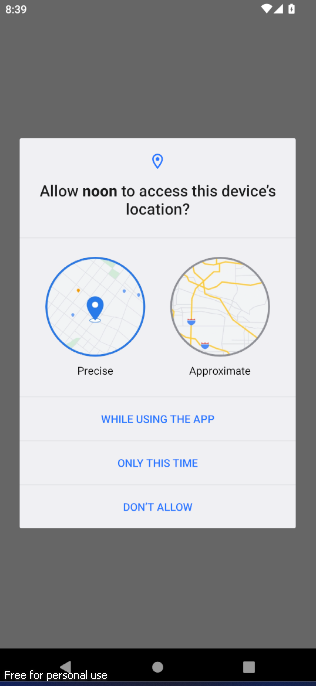 8:39
Allow noon to access this device's
location?
Precise
Approximate
WHILE USING THE APP
ONLY THIS TIME
DON'T ALLOW
Free for personal use